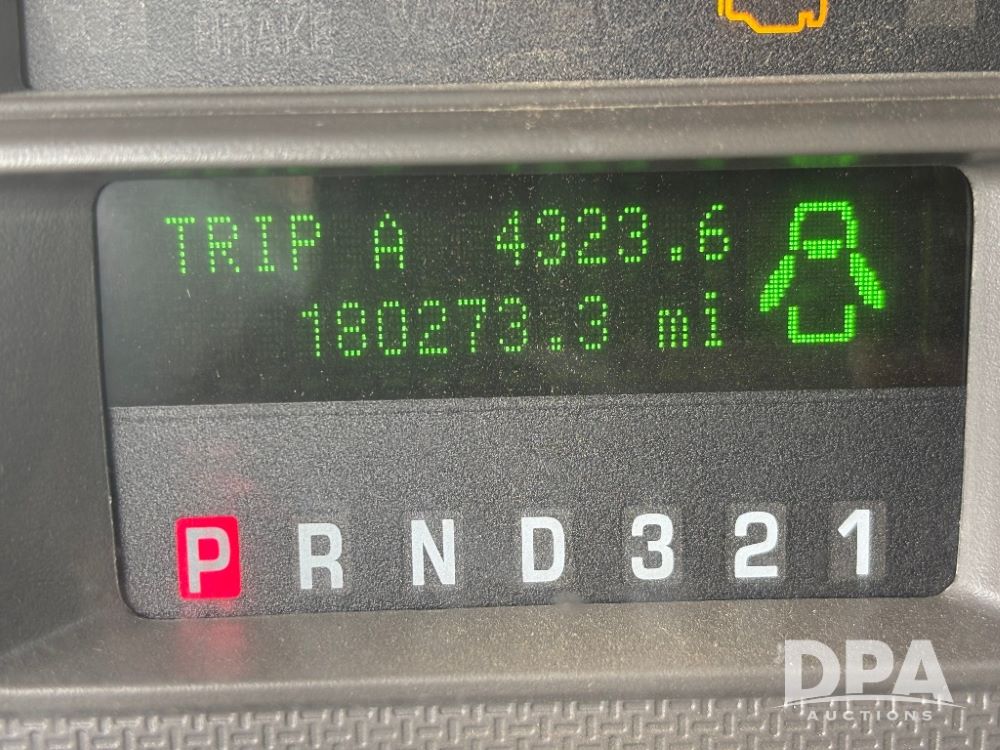 BRAKE
TRIP A 4323.6
180273.3 mi
P R N D 3 2 1
DPA
AUCTIONS